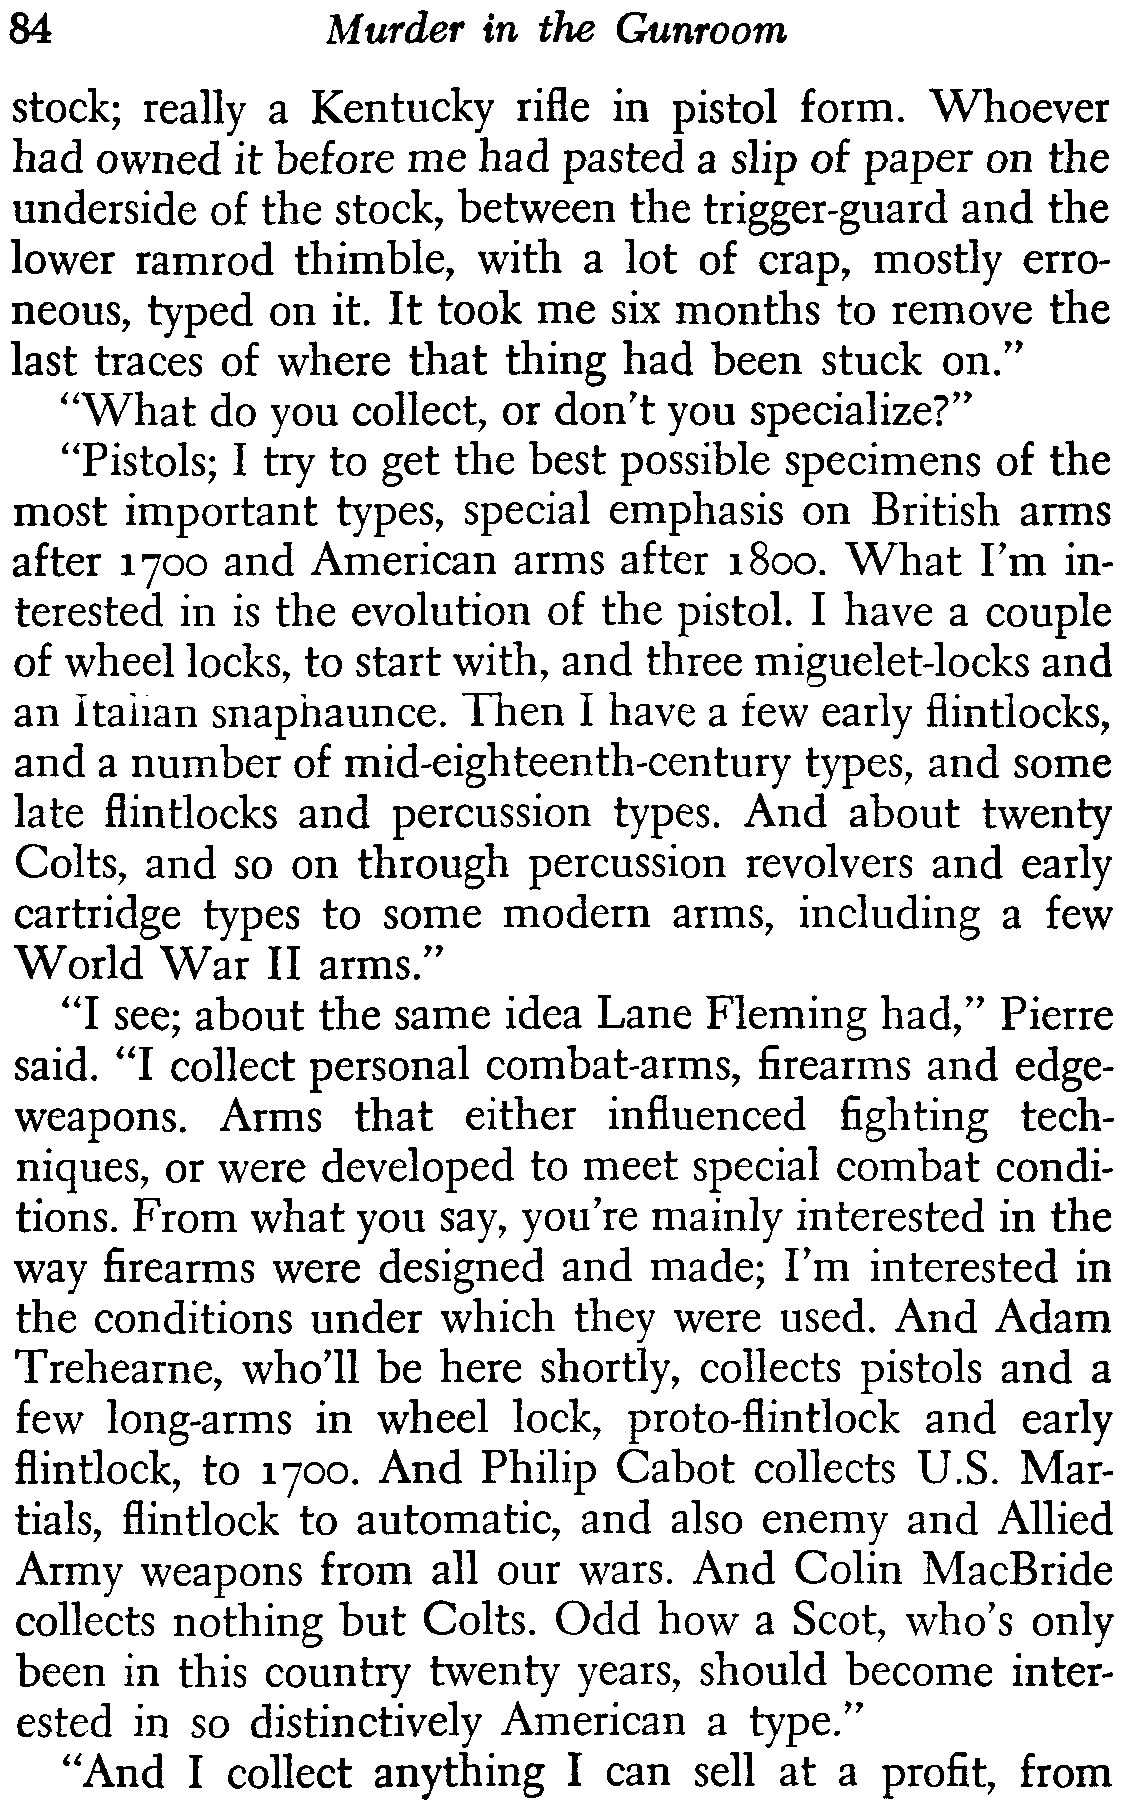 84 Murder in the Gunroom
stock; really a Kentucky rifle in pistol form. Whoever
had owned it before me had pasted a slip of paper on the
underside of the stock, between the trigger-guard and the
lower ramrod thimble, with a lot of crap, mostly erro-
neous, typed on it. It took me six months to remove the
last traces of where that thing had been stuck on."
"What do you collect, or don't you specialize?"
"Pistols; I try to get the best possible specimens of the
most important types, special emphasis on British arms
after 1700 and American arms after 1800. What I'm in-
terested in is the evolution of the pistol. I have a couple
of wheel locks, to start with, and three miguelet-locks and
an Italian snaphaunce. Then I have a few early flintlocks,
and a number of mid-eighteenth-century types, and some
late flintlocks and percussion types. And about twenty
Colts, and so on through percussion revolvers and early
cartridge types to some modern arms, including a few
World War II arms."
"I see; about the same idea Lane Fleming had," Pierre
said. "I collect personal combat-arms, firearms and edge-
weapons. Arms that either influenced fighting tech-
niques, or were developed to meet special combat condi-
tions. From what you say, you're mainly interested in the
way firearms were designed and made; I'm interested in
the conditions under which they were used. And Adam
Trehearne, who'll be here shortly, collects pistols and a
few long-arms in wheel lock, proto-flintlock and early
flintlock, to 1700. And Philip Cabot collects U.S. Mar-
tials, flintlock to automatic, and also enemy and Allied
Army weapons from all our wars. And Colin MacBride
collects nothing but Colts. Odd how a Scot, who's only
been in this country twenty years, should become inter-
ested in so distinctively American a type."
"And I collect anything I can sell at a profit, from